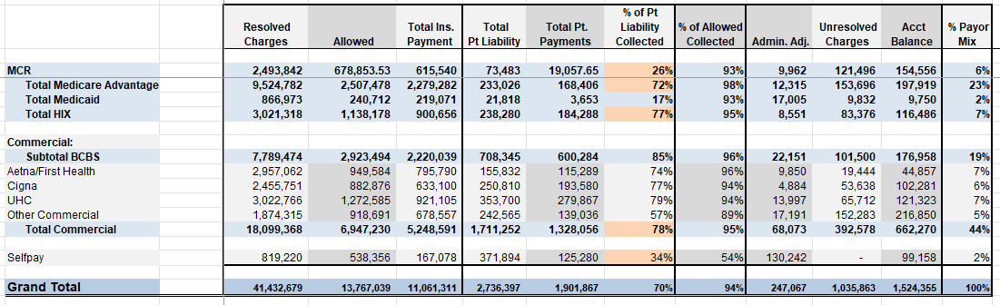 % of Pt
Resolved Total Ins. Total Total Pt. Liability % of Allowed Unresolved Acct % Payor
Charges Allowed Payment Pt Liability Payments Collected Collected Admin. Adj. Charges Balance Mix
MCR 2,493,842 678,853.53 615,540 73,483 19,057.65 26% 93% 9,962 121,496 154,556 6%
Total Medicare Advantage 9,524,782 2,507,478 2,279,282 233,026 168,406 72% 98% 12,315 153,696 197,919 23%
Total Medicaid 866,973 240,712 219,071 21,818 3,653 17% 93% 17,005 9,832 9,750 2%
Total HIX 3,021,318 1,138,178 900,656 238,280 184,288 77% 95% 8,551 83,376 116,486 7%
Commercial:
Subtotal BCBS 7,789,474 2,923,494 2,220,039 708,345 600,284 85% 96% 22,151 101,500 176,958 19%
Aetna/First Health 2,957,062 949,584 795,790 155,832 115,289 74% 96% 9,850 19,444 44,857 7%
Cigna 2,455,751 882,876 633,100 250,810 193,580 77% 94% 4,884 53,638 102,281 6%
UHC 3,022,766 1,272,585 921,105 353,700 279,867 79% 94% 13,997 65,712 121,323 7%
Other Commercial 1,874,315 918,691 678,557 242,565 139,036 57% 89% 17,191 152,283 216,850 5%
Total Commercial 18,099,368 6,947,230 5,248,591 1,711,252 1,328,056 78% 95% 68,073 392,578 662,270 44%
Selfpay 819,220 538,356 167,078 371,894 125,280 34% 54% 130,242 - 99,158 2%
Grand Total 41,432,679 13,767,039 11,061,311 2,736,397 1,901,867 70% 94% 247,067 1,035,863 1,524,355 100%